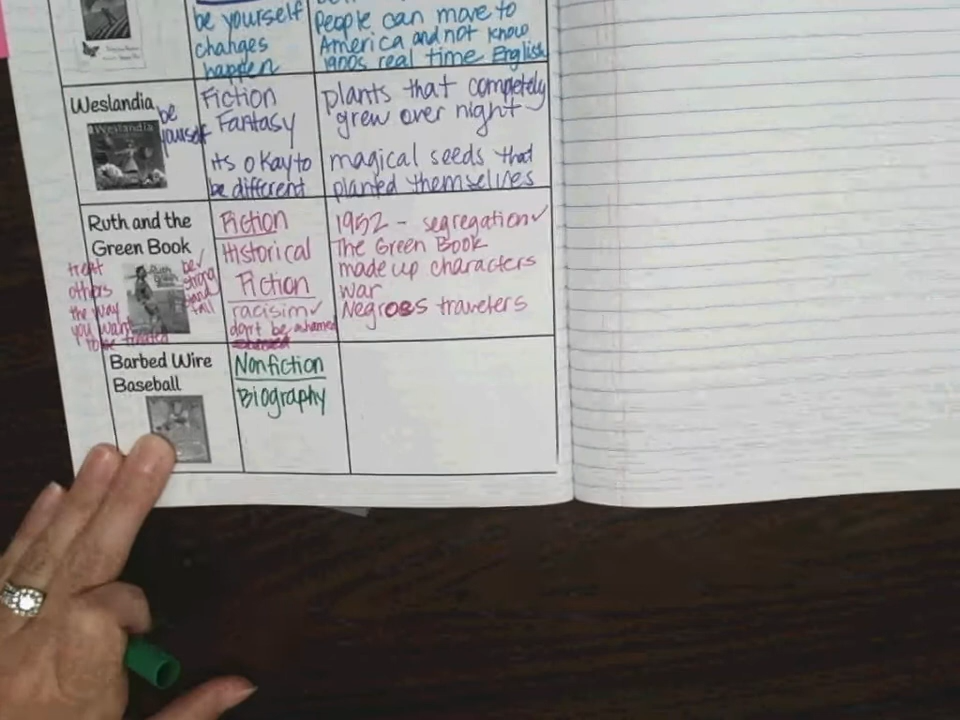 be yourself
changes
happen
People can move to
America and not know
1900s real time English
Weslandia
be
yourself
Weslandia
Fiction
Fantasy
its okay to
be different
plants that completely
grew over night
magical seeds that
planted themselves
Ruth and the
Green Book
treat
others
the way
you want
to be treated
be
strong
stand
tall
Fiction
Historical
Fiction
racisim
don't be ashamed
1952 - segregation
The Green Book
made up characters
war
Negroes travelers
Barbed Wire
Baseball
Nonfiction
Biography